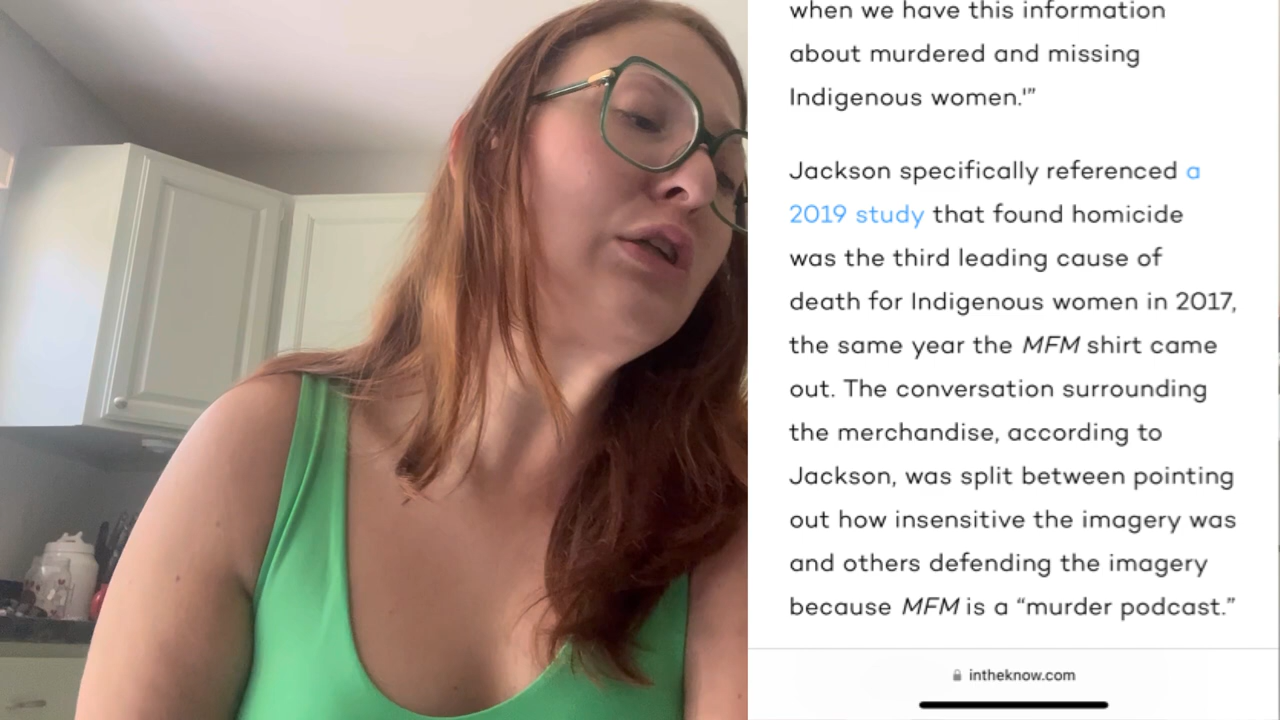 when we have this information
about murdered and missing
Indigenous women.'”
Jackson specifically referenced a
2019 study that found homicide
was the third leading cause of
death for Indigenous women in 2017,
the same year the MFM shirt came
out. The conversation surrounding
the merchandise, according to
Jackson, was split between pointing
out how insensitive the imagery was
and others defending the imagery
because MFM is a “murder podcast.”
intheknow.com